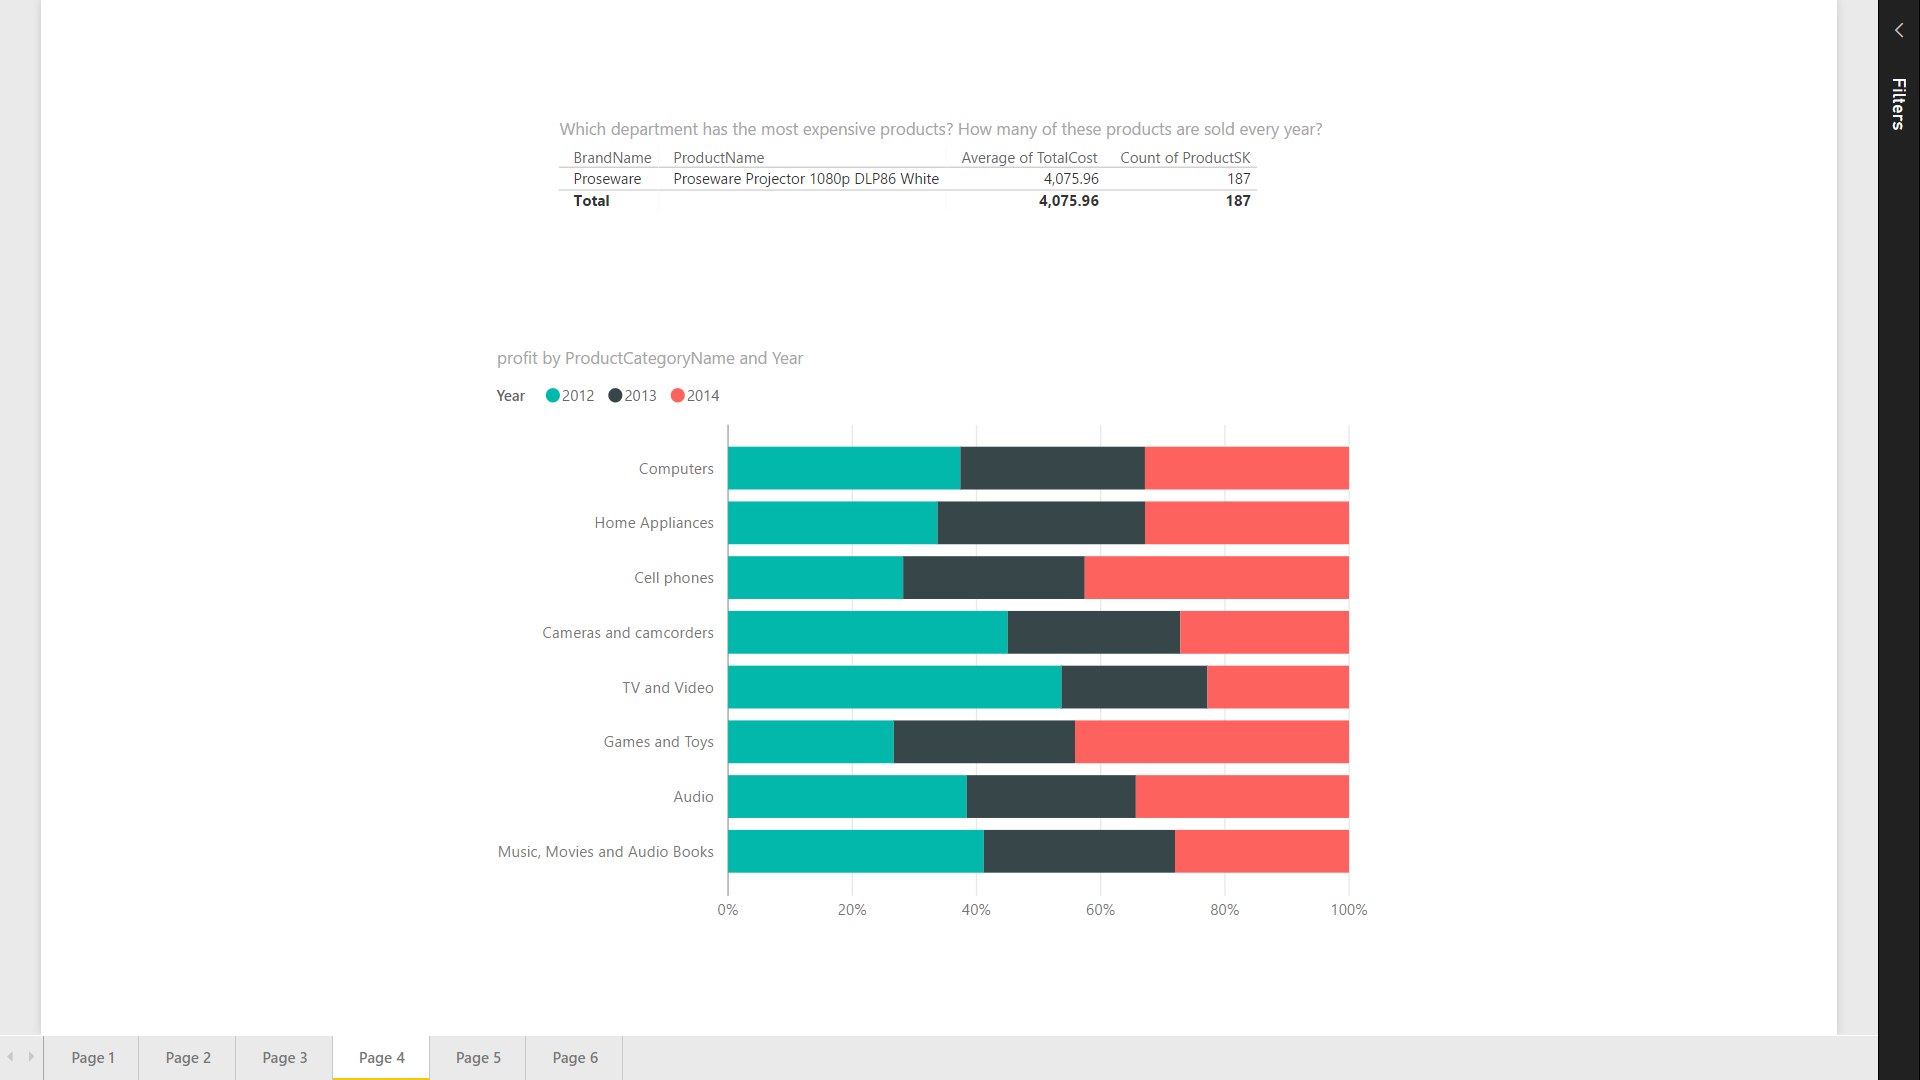 Filters
Which department has the most expensive products? How many of these products are sold every year?
BrandName ProductName Average of TotalCost Count of ProductSK
Proseware Proseware Projector 1080p DLP86 White 4,075.96 187
Total 4,075.96 187
profit by ProductCategoryName and Year
Year 2012 2013 2014
Computers
Home Appliances
Cell phones
Cameras and camcorders
TV and Video
Games and Toys
Audio
Music, Movies and Audio Books
0% 20% 40% 60% 80% 100%
Page 1 Page 2 Page 3 Page 4 Page 5 Page 6